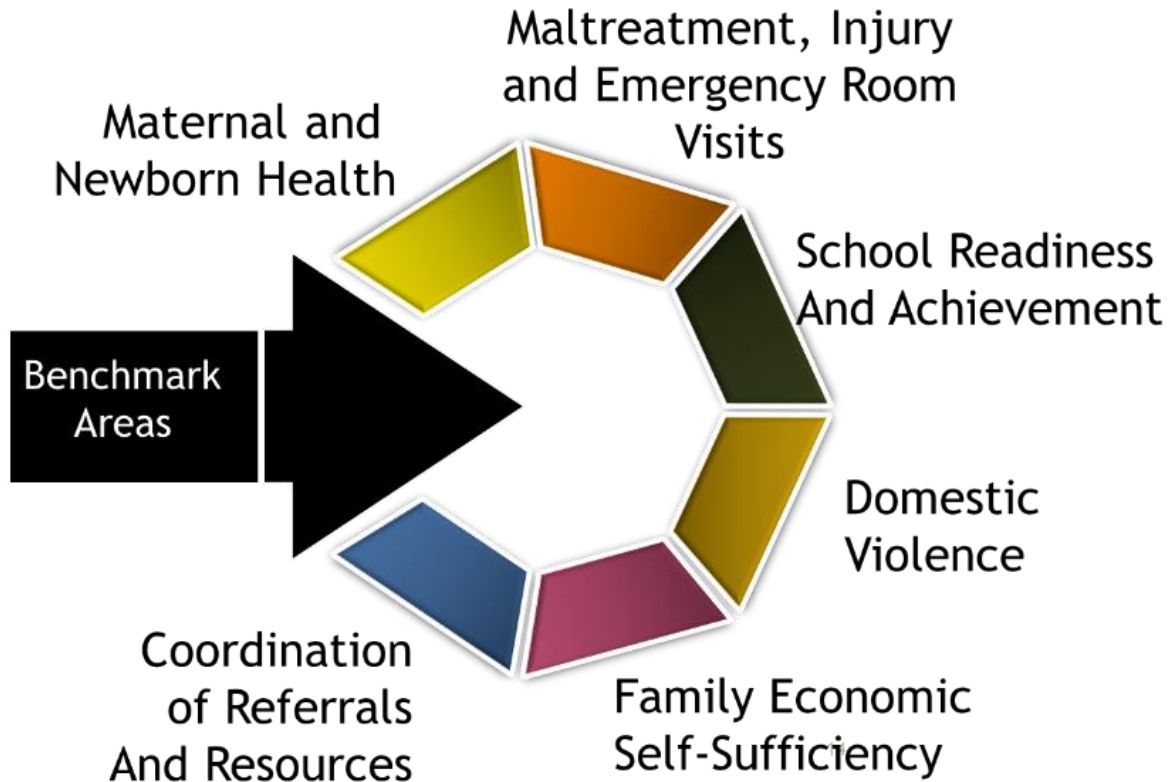 Maltreatment, Injury
and Emergency Room
Visits
Maternal and
Newborn Health
School Readiness
And Achievement
Benchmark
Areas
Domestic
Violence
Coordination
of Referrals
And Resources
Family Economic
Self-Sufficiency